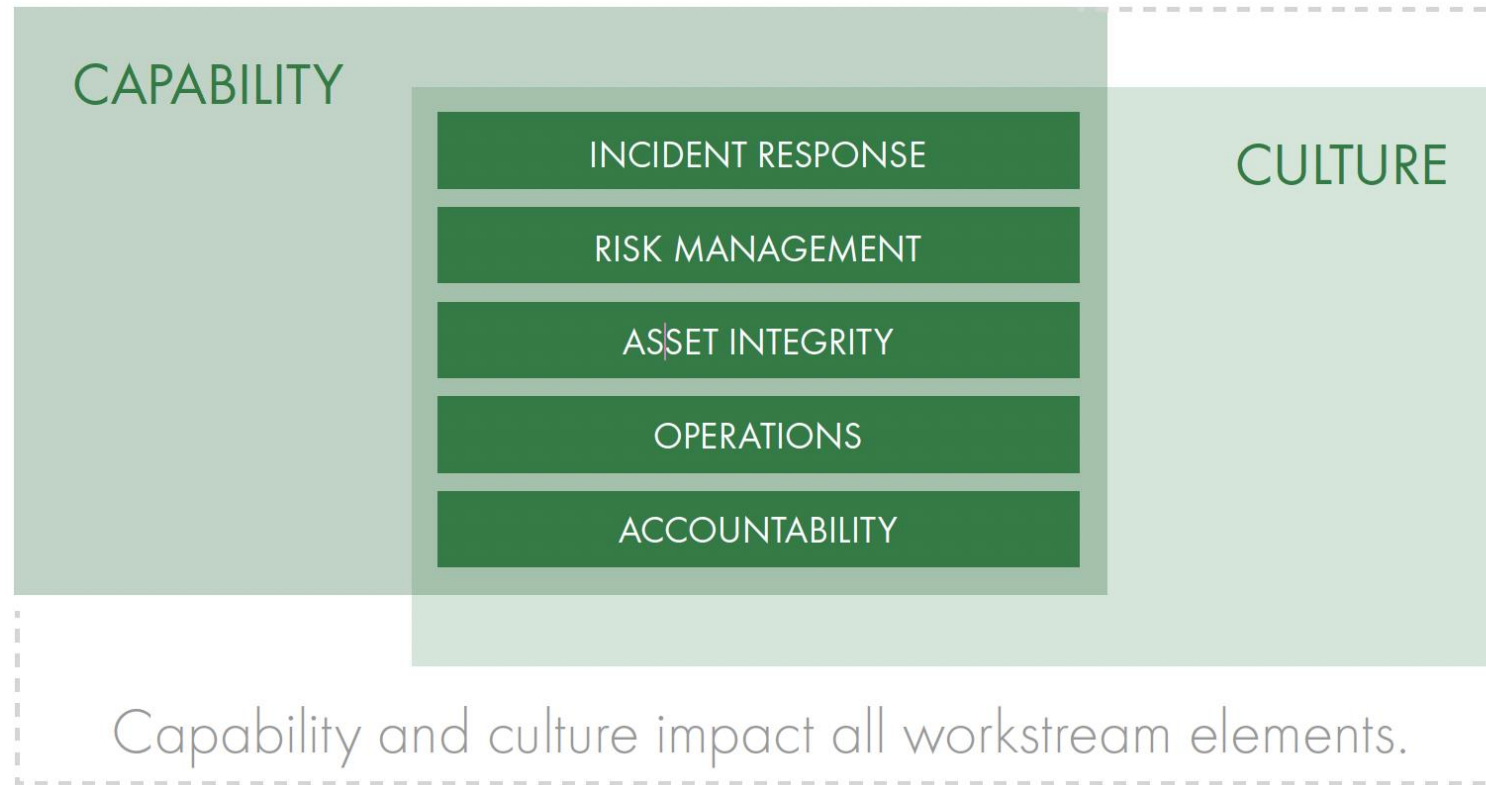 CAPABILITY
CULTURE
INCIDENT RESPONSE
RISK MANAGEMENT
ASSET INTEGRITY
OPERATIONS
ACCOUNTABILITY
Capability and culture impact all workstream elements.